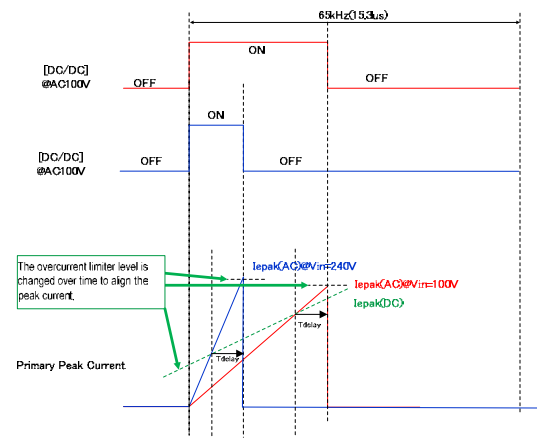 65kHz(15.3us)
ON
[DC/DC]
@AC100V
OFF
OFF
ON
[DC/DC]
@AC100V
OFF
OFF
The overcurrent limiter level is
changed over time to align the
peak current.
Iepak(AC)@Vin=240V
Iepak(AC)@Vin=100V
Iepak(DC)
Tdelay
Tdelay
Primary Peak Current